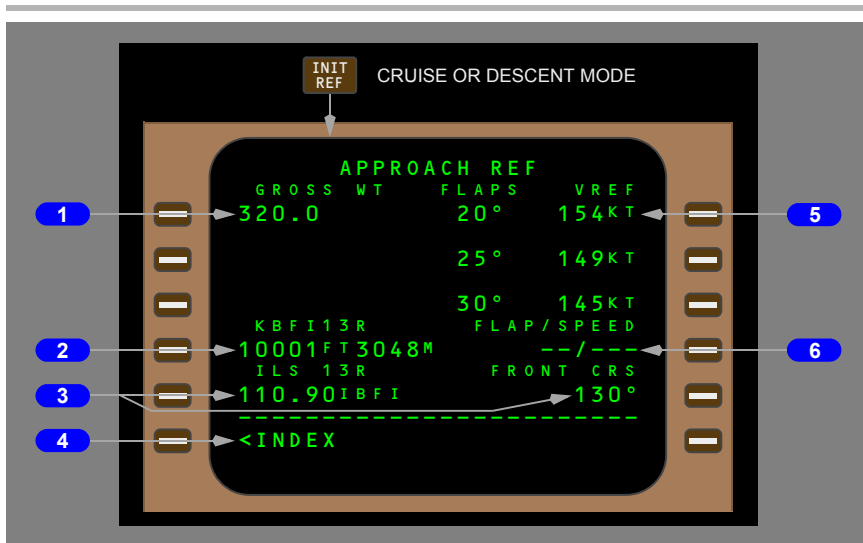 INIT
REF
CRUISE OR DESCENT MODE
APPROACH REF
GROSS WT FLAPS VREF
1 320.0 20° 154KT 5
25° 149KT
30° 145KT
KBFI13R FLAP/SPEED
2 10001FT3048M --/--- 6
ILS 13R FRONT CRS
3 110.90IBFI 130°
----------------------------
4 <INDEX